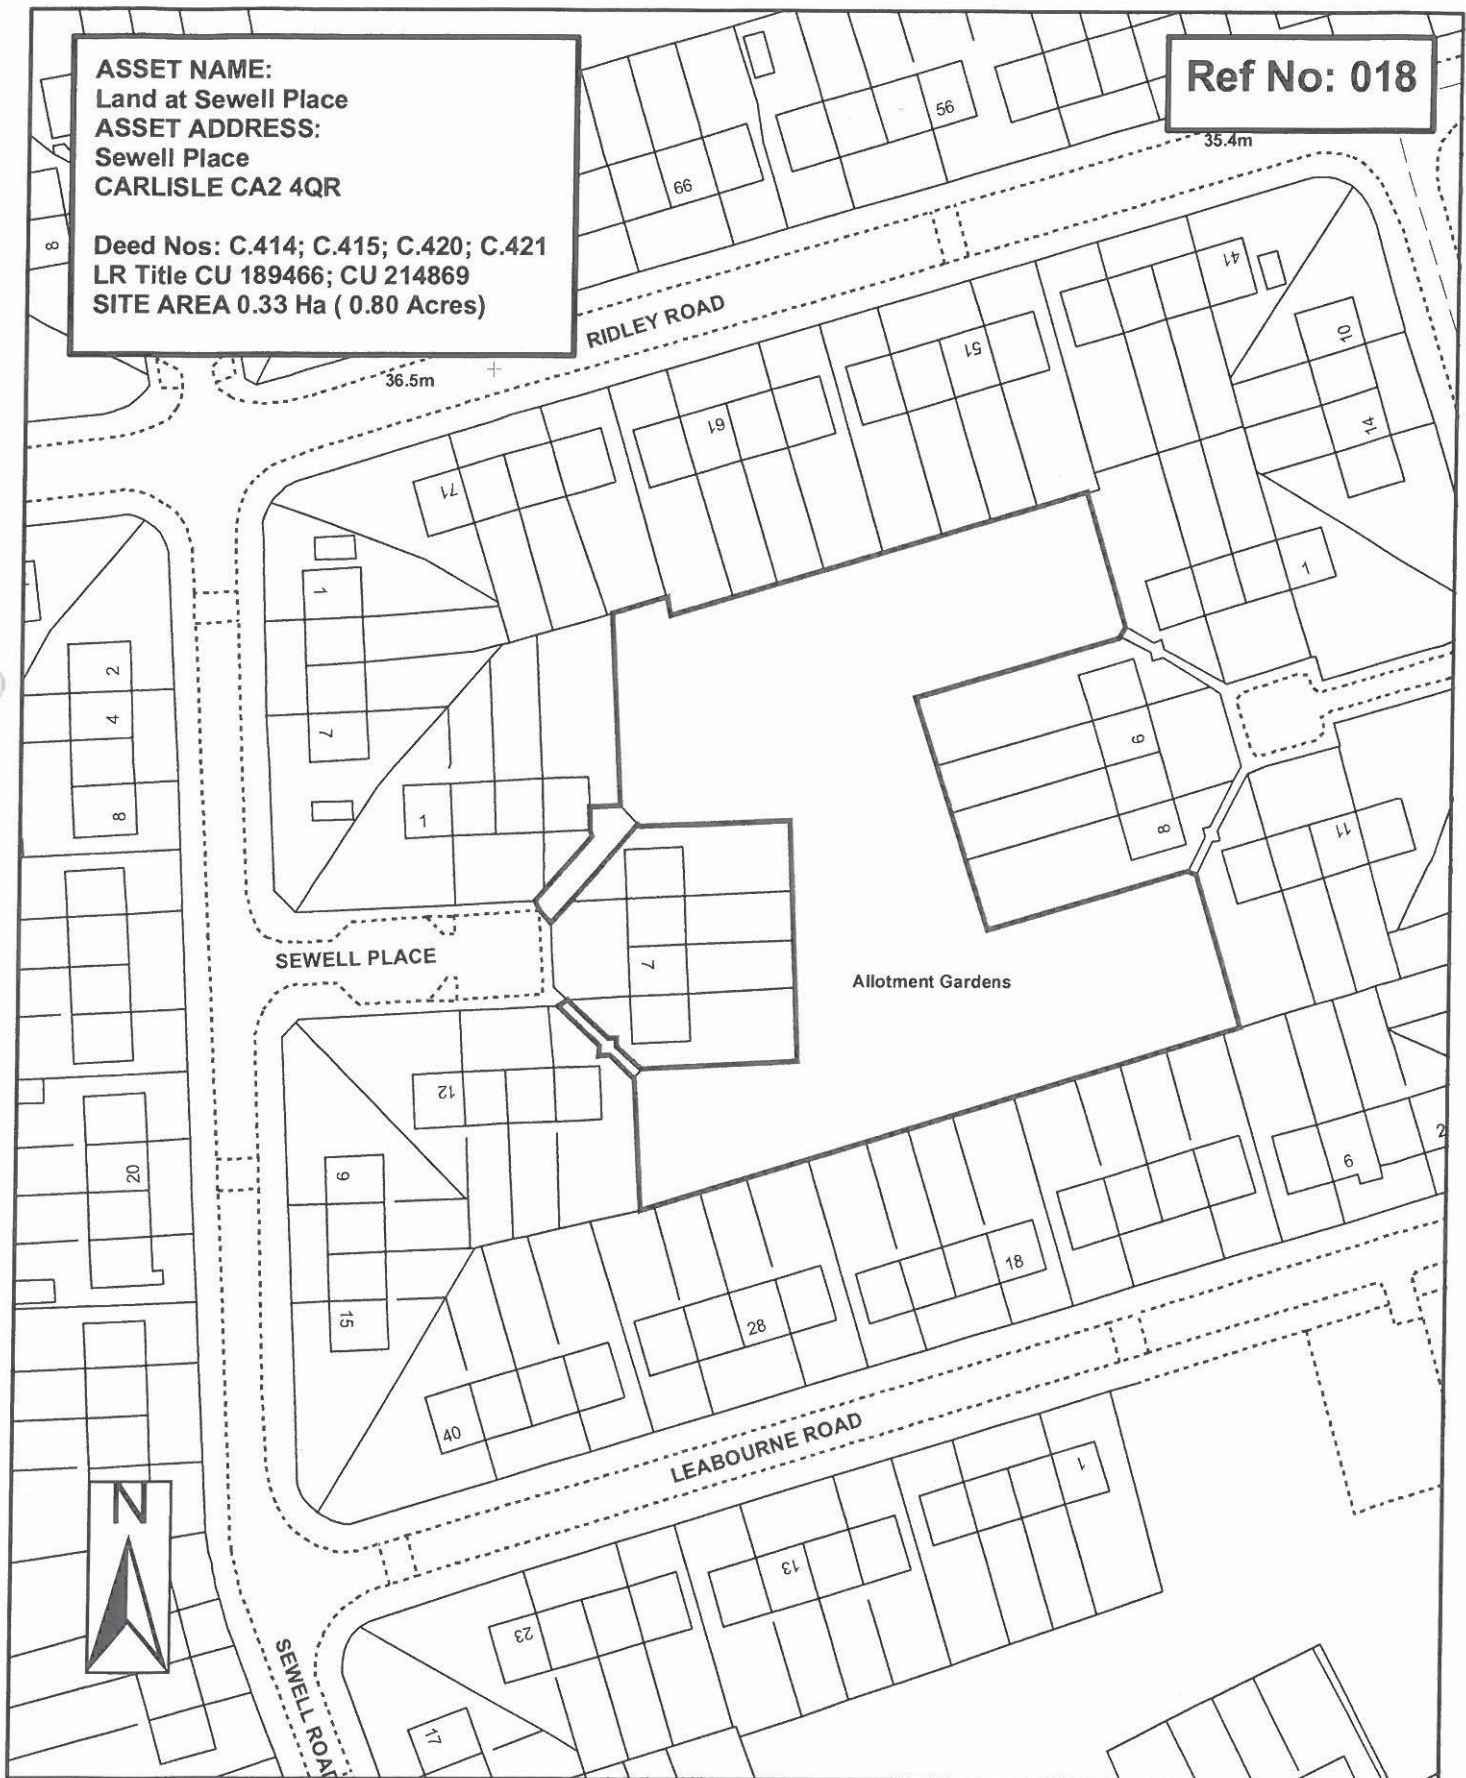 ASSET NAME:
Land at Sewell Place
ASSET ADDRESS:
Sewell Place
CARLISLE CA2 4QR
Deed Nos: C.414; C.415; C.420; C.421
LR Title CU 189466; CU 214869
SITE AREA 0.33 Ha ( 0.80 Acres)
Ref No: 018
56
35.4m
66
8
41
RIDLEY ROAD
10
51
36.5m
61
14
71
1
1
2
4
7
6
8
1
8
11
SEWELL PLACE
7
Allotment Gardens
12
2
20
9
6
18
15
28
40
LEABOURNE ROAD
1
N
13
23
SEWELL ROAD
17